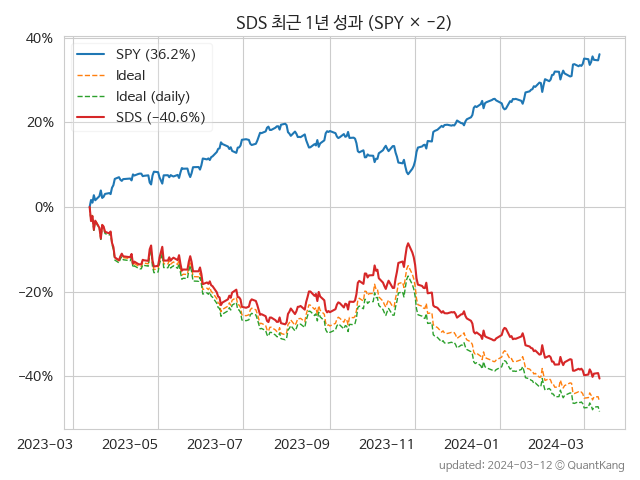 SDS 최근 1년 성과 (SPY × −2)
40%
20%
0%
−20%
−40%
SPY (36.2%)
Ideal
Ideal (daily)
SDS (−40.6%)
2023−03
2023−05
2023−07
2023−09
2023−11
2024−01
2024−03
updated: 2024−03−12 © QuantKang